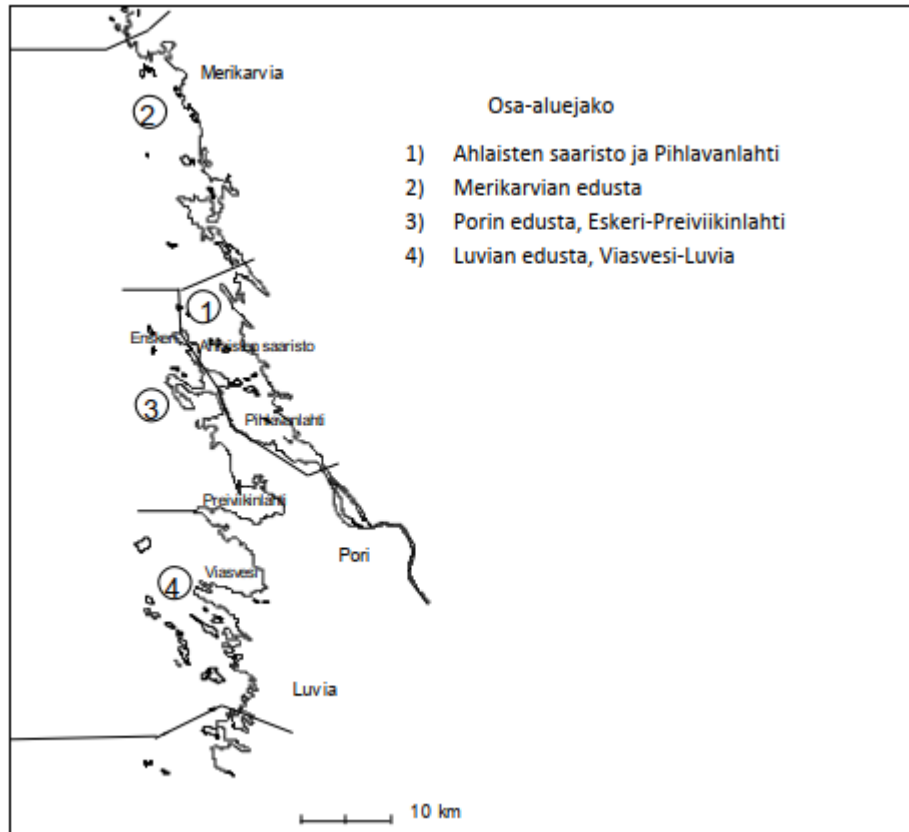 Merikarvia
2
Osa-aluejako
1) Ahlaisten saaristo ja Pihlavanlahti
2) Merikarvian edusta
3) Porin edusta, Eskeri-Preiviikinlahti
4) Luvian edusta, Viasvesi-Luvia
1
Enskeri
Ahlaisten saaristo
3
Pihlavanlahti
Preiviikinlahti
Pori
Viasvesi
4
Luvia
10 km